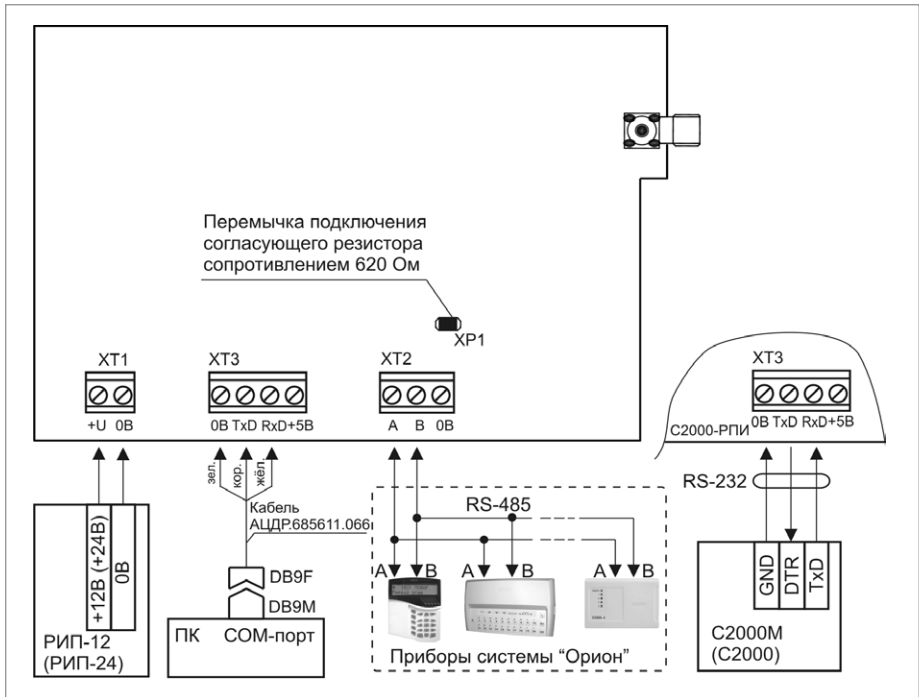 Перемычка подключения
согласующего резистора
сопротивлением 620 Ом
XP1
XT1
XT3
XT2
XT3
+U 0В
0В TxD RxD+5В
А В 0В
С2000-РПИ
0В TxD RxD+5В
зел.
кор.
жёл.
Кабель
АЦДР.685611.066
RS-485
RS-232
+12В (+24В)
0В
РИП-12
(РИП-24)
DB9F
DB9M
ПК COM-порт
А В
А В
А В
Приборы системы “Орион”
GND
DTR
TxD
С2000М
(С2000)